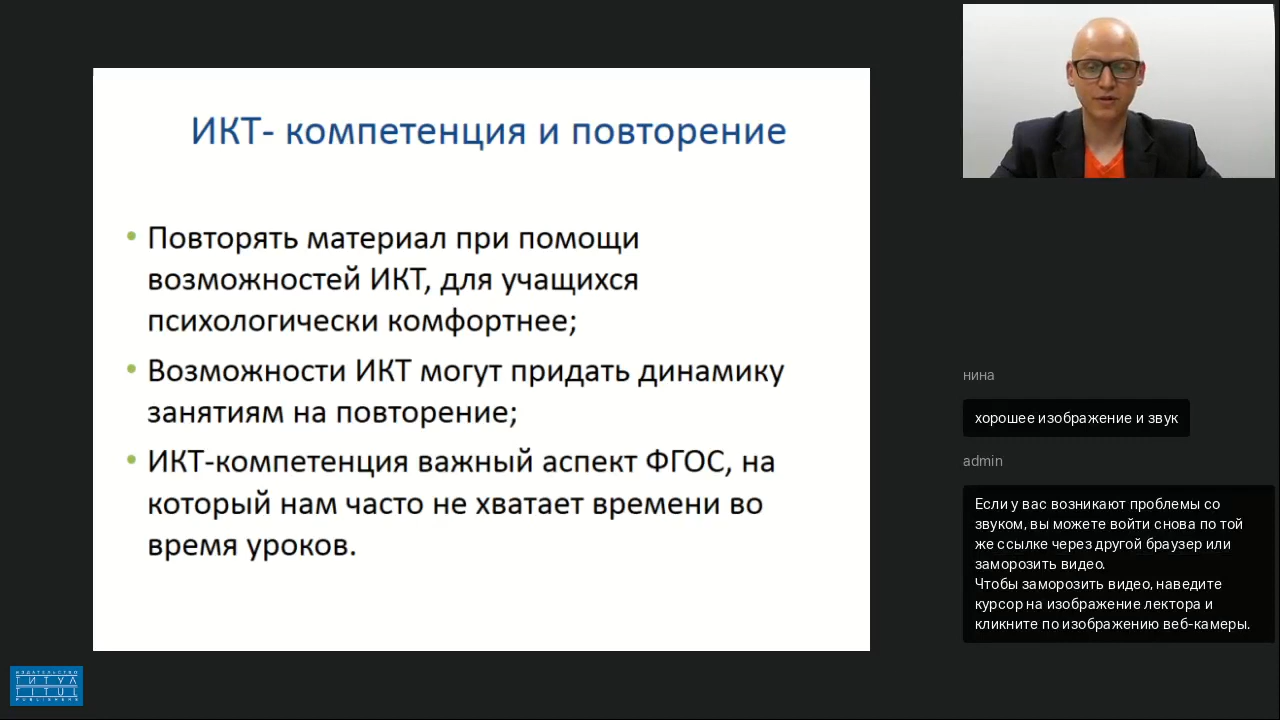 ИКТ- компетенция и повторение
• Повторять материал при помощи
возможностей ИКТ, для учащихся
психологически комфортнее;
• Возможности ИКТ могут придать динамику
занятиям на повторение;
• ИКТ-компетенция важный аспект ФГОС, на
который нам часто не хватает времени во
время уроков.
нина
хорошее изображение и звук
admin
Если у вас возникают проблемы со
звуком, вы можете войти снова по той
же ссылке через другой браузер или
заморозить видео.
Чтобы заморозить видео, наведите
курсор на изображение лектора и
кликните по изображению веб-камеры.
ИЗДАТЕЛЬСТВО
ТИТУЛ
TITUL
PUBLISHERS